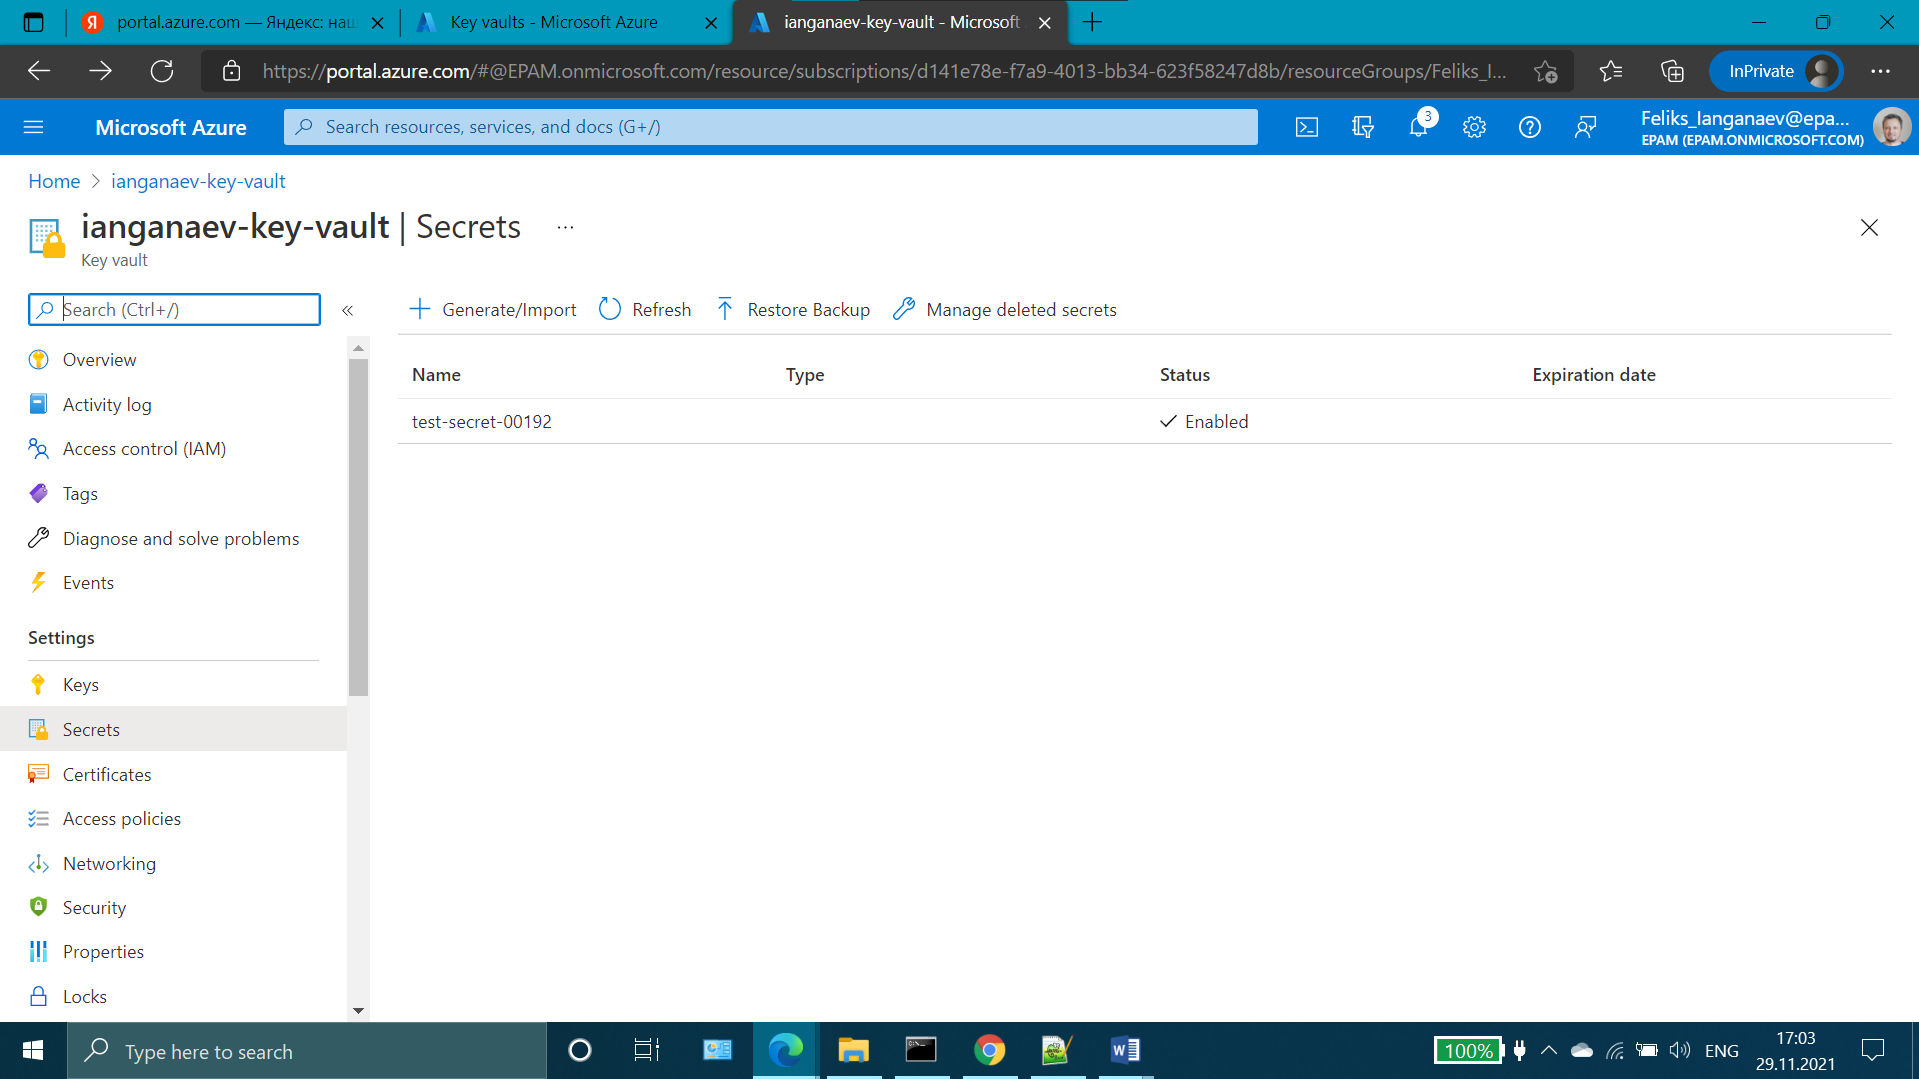 portal.azure.com — Яндекс: наш
Key vaults - Microsoft Azure
ianganaev-key-vault - Microsoft
https://portal.azure.com/#@EPAM.onmicrosoft.com/resource/subscriptions/d141e78e-f7a9-4013-bb34-623f58247d8b/resourceGroups/Feliks_I...
InPrivate
Microsoft Azure
Search resources, services, and docs (G+/)
3
Feliks_Ianganaev@epa...
EPAM (EPAM.ONMICROSOFT.COM)
Home > ianganaev-key-vault
ianganaev-key-vault | Secrets ...
Key vault
Search (Ctrl+/)
«
Generate/Import
Refresh
Restore Backup
Manage deleted secrets
Name Type Status Expiration date
test-secret-00192 Enabled
Overview
Activity log
Access control (IAM)
Tags
Diagnose and solve problems
Events
Settings
Keys
Secrets
Certificates
Access policies
Networking
Security
Properties
Locks
Type here to search
100%
ENG
17:03
29.11.2021